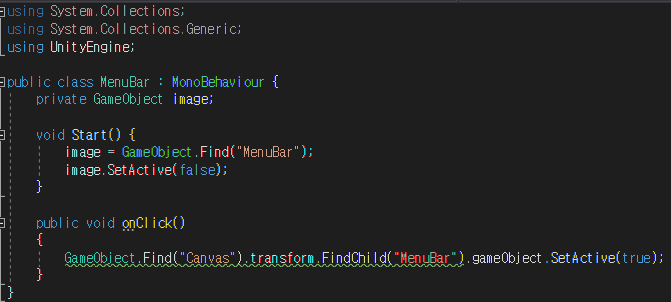 using System.Collections;
using System.Collections.Generic;
using UnityEngine;
public class MenuBar : MonoBehaviour {
private GameObject image;
void Start() {
image = GameObject.Find("MenuBar");
image.SetActive(false);
}
public void onClick()
{
GameObject.Find("Canvas").transform.FindChild("MenuBar").gameObject.SetActive(true);
}
}